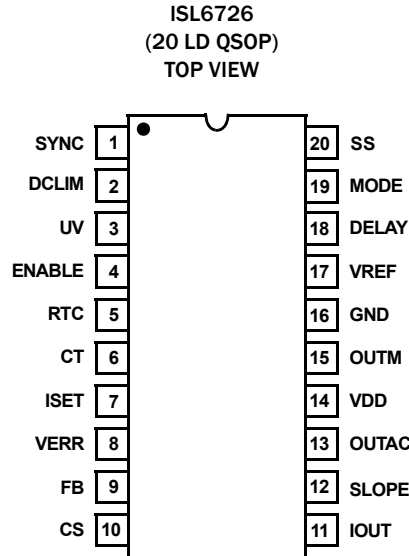 ISL6726
(20 LD QSOP)
TOP VIEW
SYNC 1 20 SS
DCLIM 2 19 MODE
UV 3 18 DELAY
ENABLE 4 17 VREF
RTC 5 16 GND
CT 6 15 OUTM
ISET 7 14 VDD
VERR 8 13 OUTAC
FB 9 12 SLOPE
CS 10 11 IOUT